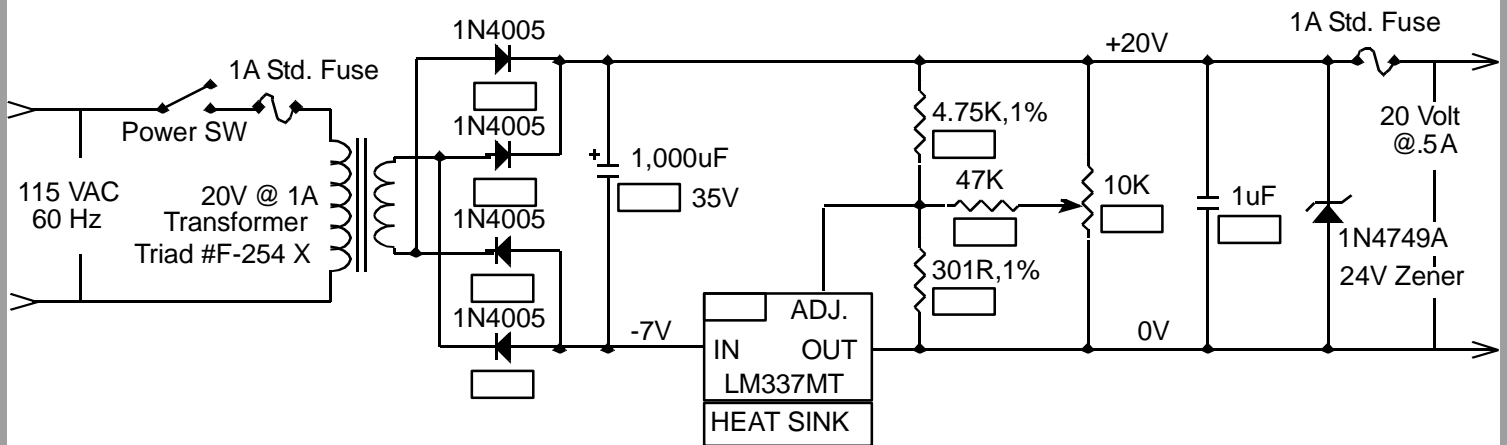 1N4005
1A Std. Fuse
+20V
1A Std. Fuse
Power SW
1N4005
1,000uF
35V
4.75K,1%
20 Volt
@.5A
115 VAC
60 Hz
20V @ 1A
Transformer
Triad #F-254 X
1N4005
47K
10K
1uF
1N4749A
24V Zener
301R,1%
1N4005
-7V
ADJ.
IN OUT
LM337MT
0V
HEAT SINK